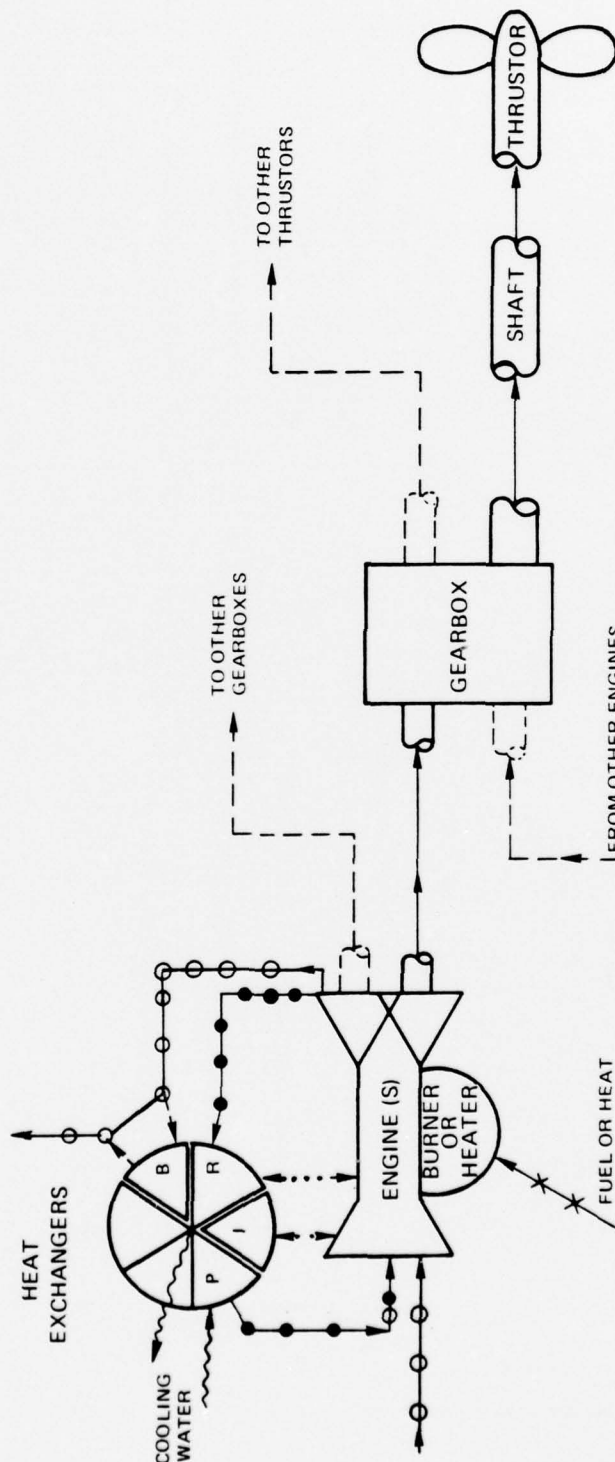 HEAT
EXCHANGERS
COOLING
WATER
B
R
I
P
TO OTHER
GEARBOXES
TO OTHER
THRUSTORS
ENGINE (S)
BURNER
OR
HEATER
FUEL OR HEAT
GEARBOX
FROM OTHER ENGINES
SHAFT
THRUSTOR